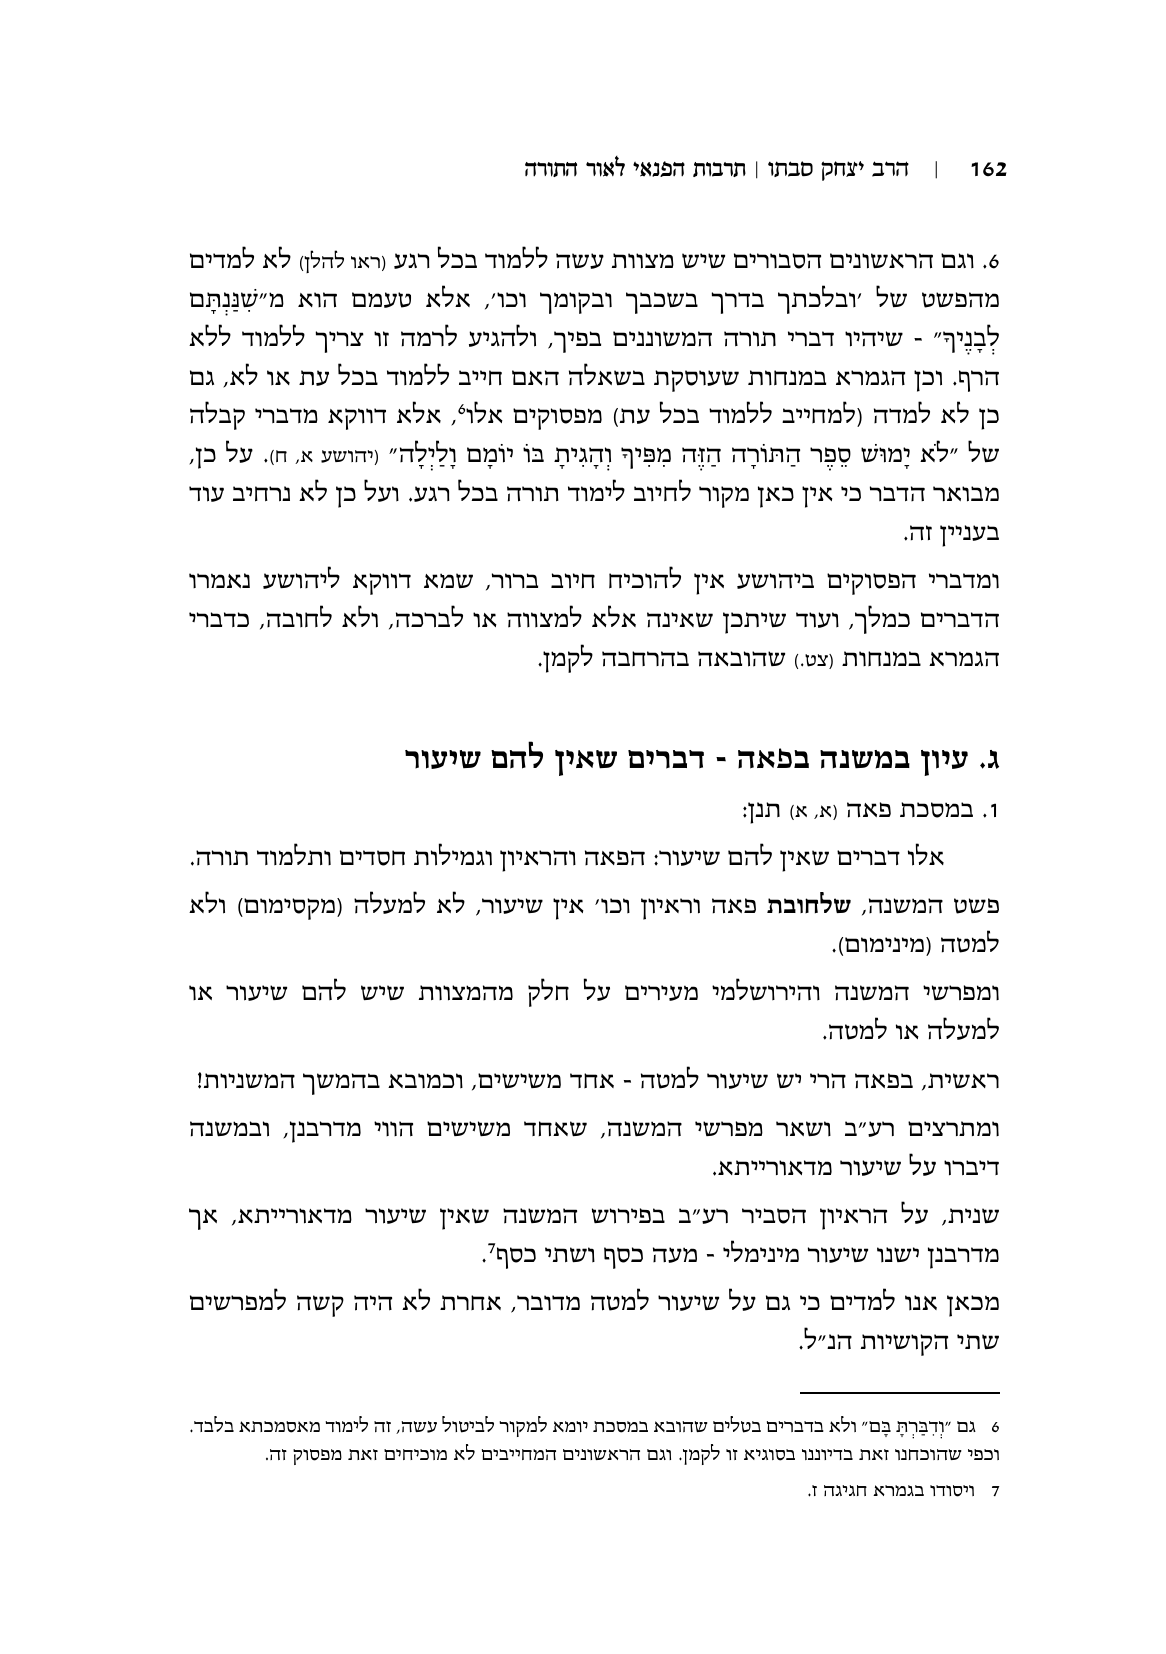 162 | הרב יצחק סבתו | תרבות הפנאי לאור התורה
6. וגם הראשונים הסבורים שיש מצוות עשה ללמוד בכל רגע (ראו להלן) לא למדים
מהפשט של ׳ובלכתך בדרך בשכבך ובקומך וכו׳, אלא טעמם הוא מ״שִׁנַּנְתָּם
לְבָנֶיךָ״ - שיהיו דברי תורה המשוננים בפיך, ולהגיע לרמה זו צריך ללמוד ללא
הרף. וכן הגמרא במנחות שעוסקת בשאלה האם חייב ללמוד בכל עת או לא, גם
כן לא למדה (למחייב ללמוד בכל עת) מפסוקים אלו⁶, אלא דווקא מדברי קבלה
של ״לֹא יָמוּשׁ סֵפֶר הַתּוֹרָה הַזֶּה מִפִּיךָ וְהָגִיתָ בּוֹ יוֹמָם וָלַיְלָה״ (יהושע א, ח). על כן,
מבואר הדבר כי אין כאן מקור לחיוב לימוד תורה בכל רגע. ועל כן לא נרחיב עוד
בעניין זה.
ומדברי הפסוקים ביהושע אין להוכיח חיוב ברור, שמא דווקא ליהושע נאמרו
הדברים כמלך, ועוד שיתכן שאינה אלא למצווה או לברכה, ולא לחובה, כדברי
הגמרא במנחות (צט.) שהובאה בהרחבה לקמן.
ג. עיון במשנה בפאה - דברים שאין להם שיעור
1. במסכת פאה (א, א) תנן:
אלו דברים שאין להם שיעור: הפאה והראיון וגמילות חסדים ותלמוד תורה.
פשט המשנה, שלחובת פאה וראיון וכו׳ אין שיעור, לא למעלה (מקסימום) ולא
למטה (מינימום).
ומפרשי המשנה והירושלמי מעירים על חלק מהמצוות שיש להם שיעור או
למעלה או למטה.
ראשית, בפאה הרי יש שיעור למטה - אחד משישים, וכמובא בהמשך המשניות!
ומתרצים רע״ב ושאר מפרשי המשנה, שאחד משישים הווי מדרבנן, ובמשנה
דיברו על שיעור מדאורייתא.
שנית, על הראיון הסביר רע״ב בפירוש המשנה שאין שיעור מדאורייתא, אך
מדרבנן ישנו שיעור מינימלי - מעה כסף ושתי כסף⁷.
מכאן אנו למדים כי גם על שיעור למטה מדובר, אחרת לא היה קשה למפרשים
שתי הקושיות הנ״ל.
6 גם ״וְדִבַּרְתָּ בָּם״ ולא בדברים בטלים שהובא במסכת יומא למקור לביטול עשה, זה לימוד מאסמכתא בלבד.
וכפי שהוכחנו זאת בדיוננו בסוגיא זו לקמן. וגם הראשונים המחייבים לא מוכיחים זאת מפסוק זה.
7 ויסודו בגמרא חגיגה ז.